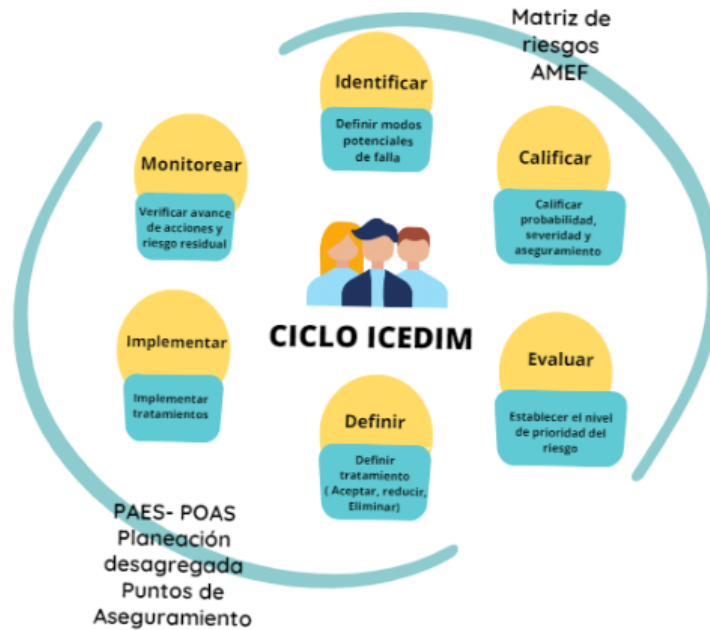 Matriz de
riesgos
AMEF
Identificar
Definir modos
potenciales
de falla
Calificar
Calificar
probabilidad,
severidad y
aseguramiento
Evaluar
Establecer el nivel
de prioridad del
riesgo
Definir
Definir
tratamiento
( Aceptar, reducir,
Eliminar)
Implementar
Implementar
tratamientos
Monitorear
Verificar avance
de acciones y
riesgo residual
CICLO ICEDIM
PAES- POAS
Planeación
desagregada
Puntos de
Aseguramiento